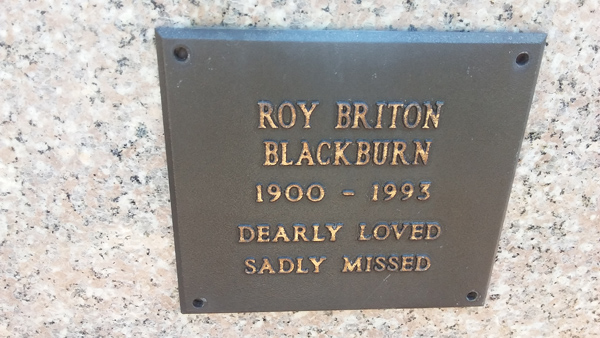 ROY BRITON
BLACKBURN
1900 - 1993
DEARLY LOVED
SADLY MISSED